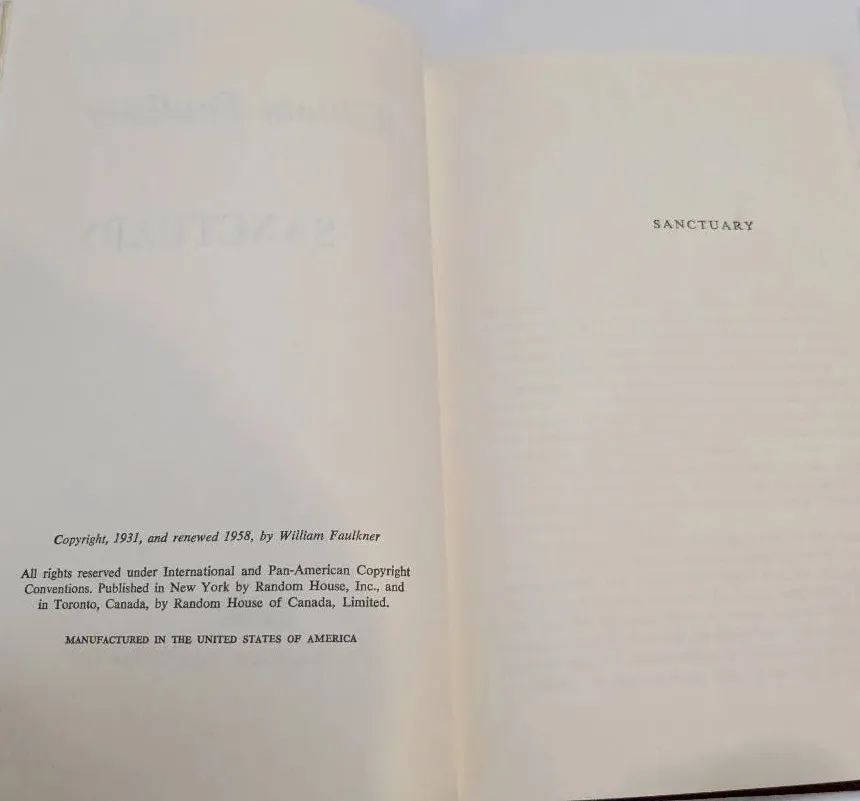 Copyright, 1931, and renewed 1958, by William Faulkner
All rights reserved under International and Pan-American Copyright
Conventions. Published in New York by Random House, Inc., and
in Toronto, Canada, by Random House of Canada, Limited.
MANUFACTURED IN THE UNITED STATES OF AMERICA
SANCTUARY